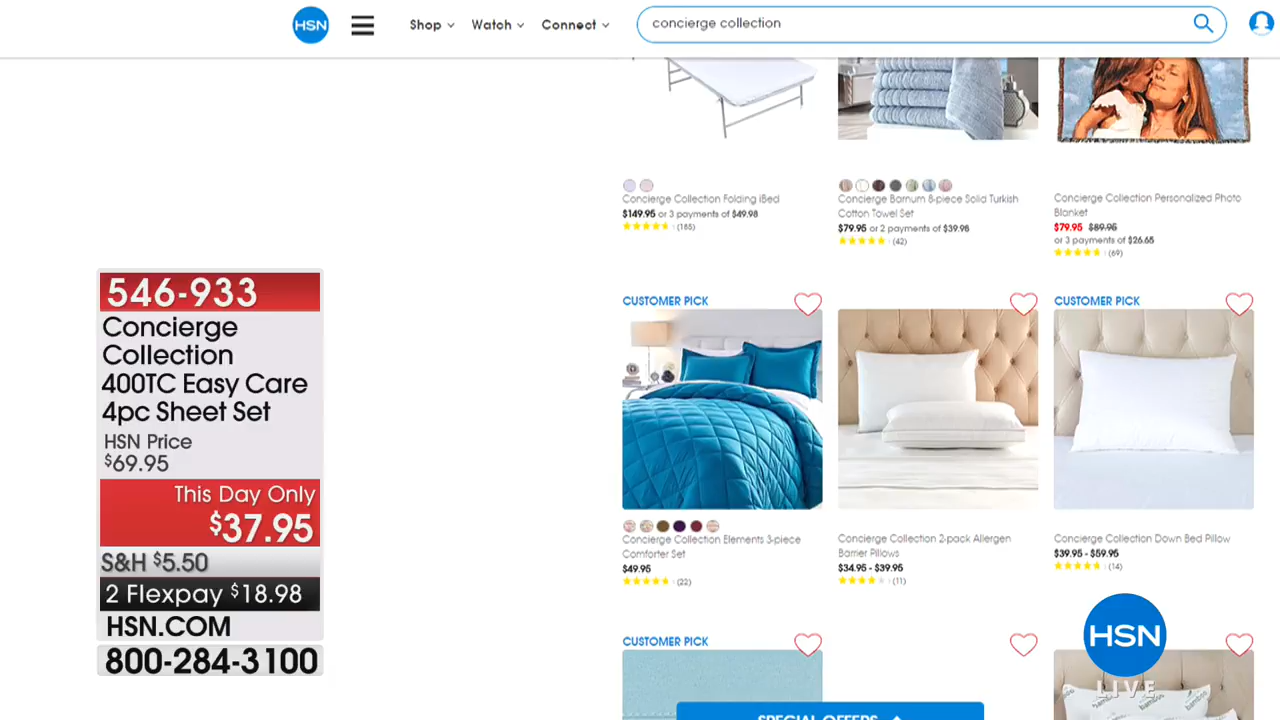 HSN
Shop
Watch
Connect
concierge collection
546-933
Concierge
Collection
400TC Easy Care
4pc Sheet Set
HSN Price
$69.95
This Day Only
$37.95
S&H $5.50
2 Flexpay $18.98
HSN.COM
800-284-3100
Concierge Collection Folding iBed
$149.95 or 3 payments of $49.98
(185)
Concierge Barnum 8-piece Solid Turkish
Cotton Towel Set
$79.95 or 2 payments of $39.98
(42)
Concierge Collection Personalized Photo
Blanket
$79.95 $89.95
or 3 payments of $26.65
(69)
CUSTOMER PICK
Concierge Collection Elements 3-piece
Comforter Set
$49.95
(22)
Concierge Collection 2-pack Allergen
Barrier Pillows
$34.95 - $39.95
(11)
CUSTOMER PICK
Concierge Collection Down Bed Pillow
$39.95 - $59.95
(14)
CUSTOMER PICK
SPECIAL OFFERS
HSN
LIVE